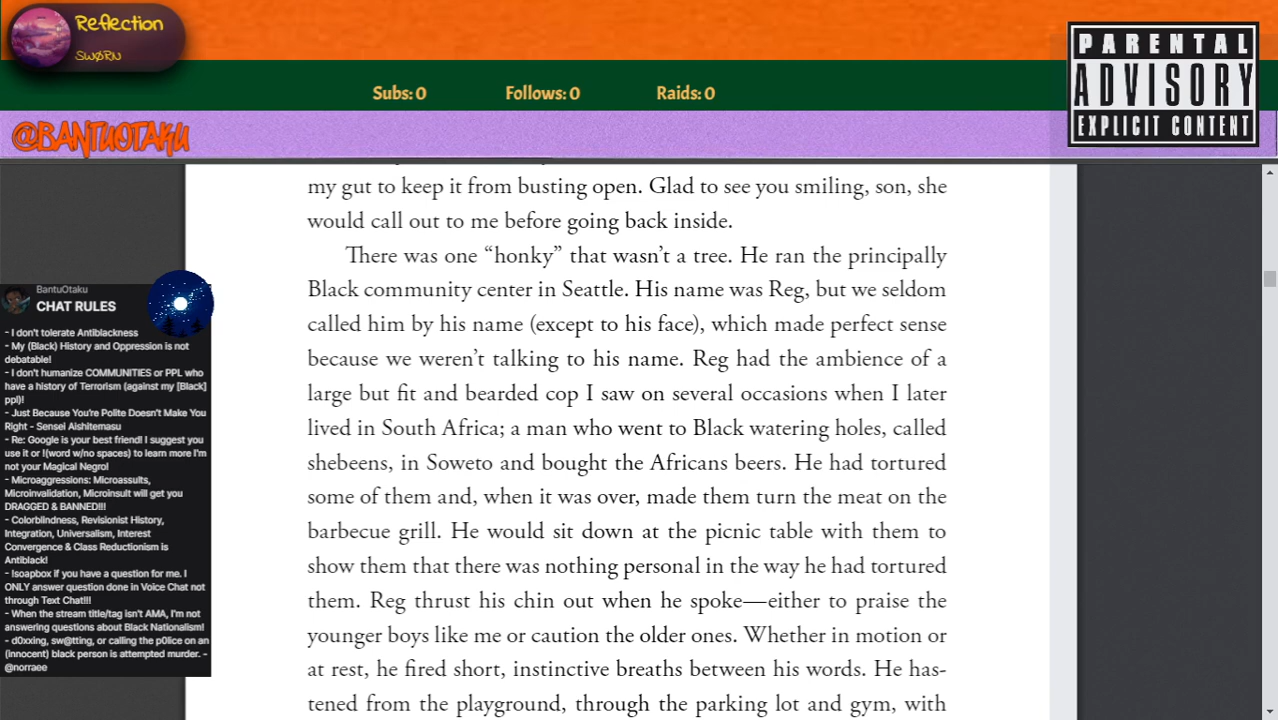 Reflection
SWØRN
PARENTAL
ADVISORY
EXPLICIT CONTENT
Subs: 0 Follows: 0 Raids: 0
@BANTUOTAKU
my gut to keep it from busting open. Glad to see you smiling, son, she
would call out to me before going back inside.
There was one “honky” that wasn’t a tree. He ran the principally
Black community center in Seattle. His name was Reg, but we seldom
called him by his name (except to his face), which made perfect sense
because we weren’t talking to his name. Reg had the ambience of a
large but fit and bearded cop I saw on several occasions when I later
lived in South Africa; a man who went to Black watering holes, called
shebeens, in Soweto and bought the Africans beers. He had tortured
some of them and, when it was over, made them turn the meat on the
barbecue grill. He would sit down at the picnic table with them to
show them that there was nothing personal in the way he had tortured
them. Reg thrust his chin out when he spoke—either to praise the
younger boys like me or caution the older ones. Whether in motion or
at rest, he fired short, instinctive breaths between his words. He has-
tened from the playground, through the parking lot and gym, with
BantuOtaku
CHAT RULES
- I don't tolerate Antiblackness
- My (Black) History and Oppression is not
debatable!
- I don't humanize COMMUNITIES or PPL who
have a history of Terrorism (against my [Black]
ppl)!
- Just Because You're Polite Doesn't Make You
Right - Sensei Aishitemasu
- Re: Google is your best friend! I suggest you
use it or !(word w/no spaces) to learn more I'm
not your Magical Negro!
- Microaggressions: Microassults,
Microinvalidation, Microinsult will get you
DRAGGED & BANNED!!!
- Colorblindness, Revisionist History,
Integration, Universalism, Interest
Convergence & Class Reductionism is
Antiblack!
- !soapbox if you have a question for me. I
ONLY answer question done in Voice Chat not
through Text Chat!!!
- When the stream title/tag isn't AMA, I'm not
answering questions about Black Nationalism!
- d0xxing, sw@tting, or calling the p0lice on an
(innocent) black person is attempted murder. -
@norraee